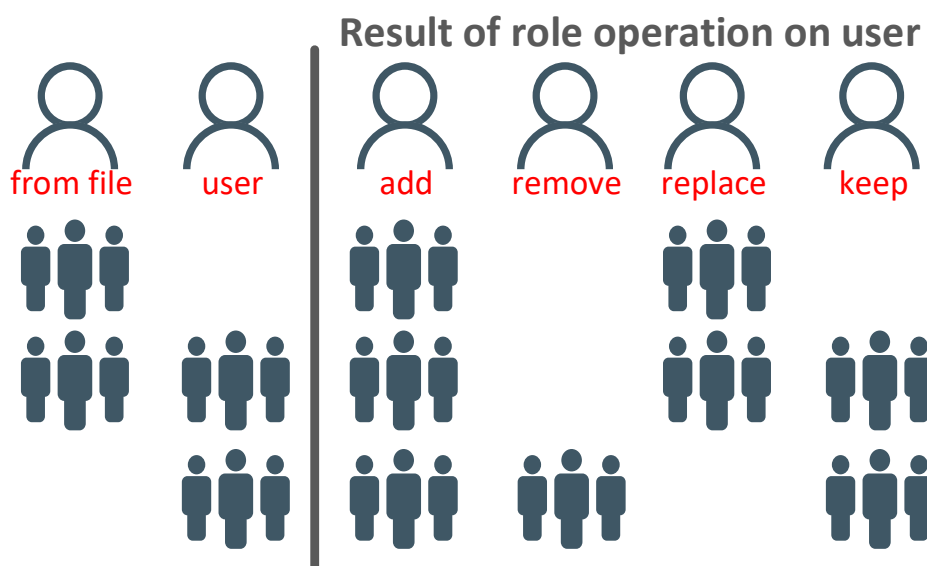 Result of role operation on user
from file user add remove replace keep